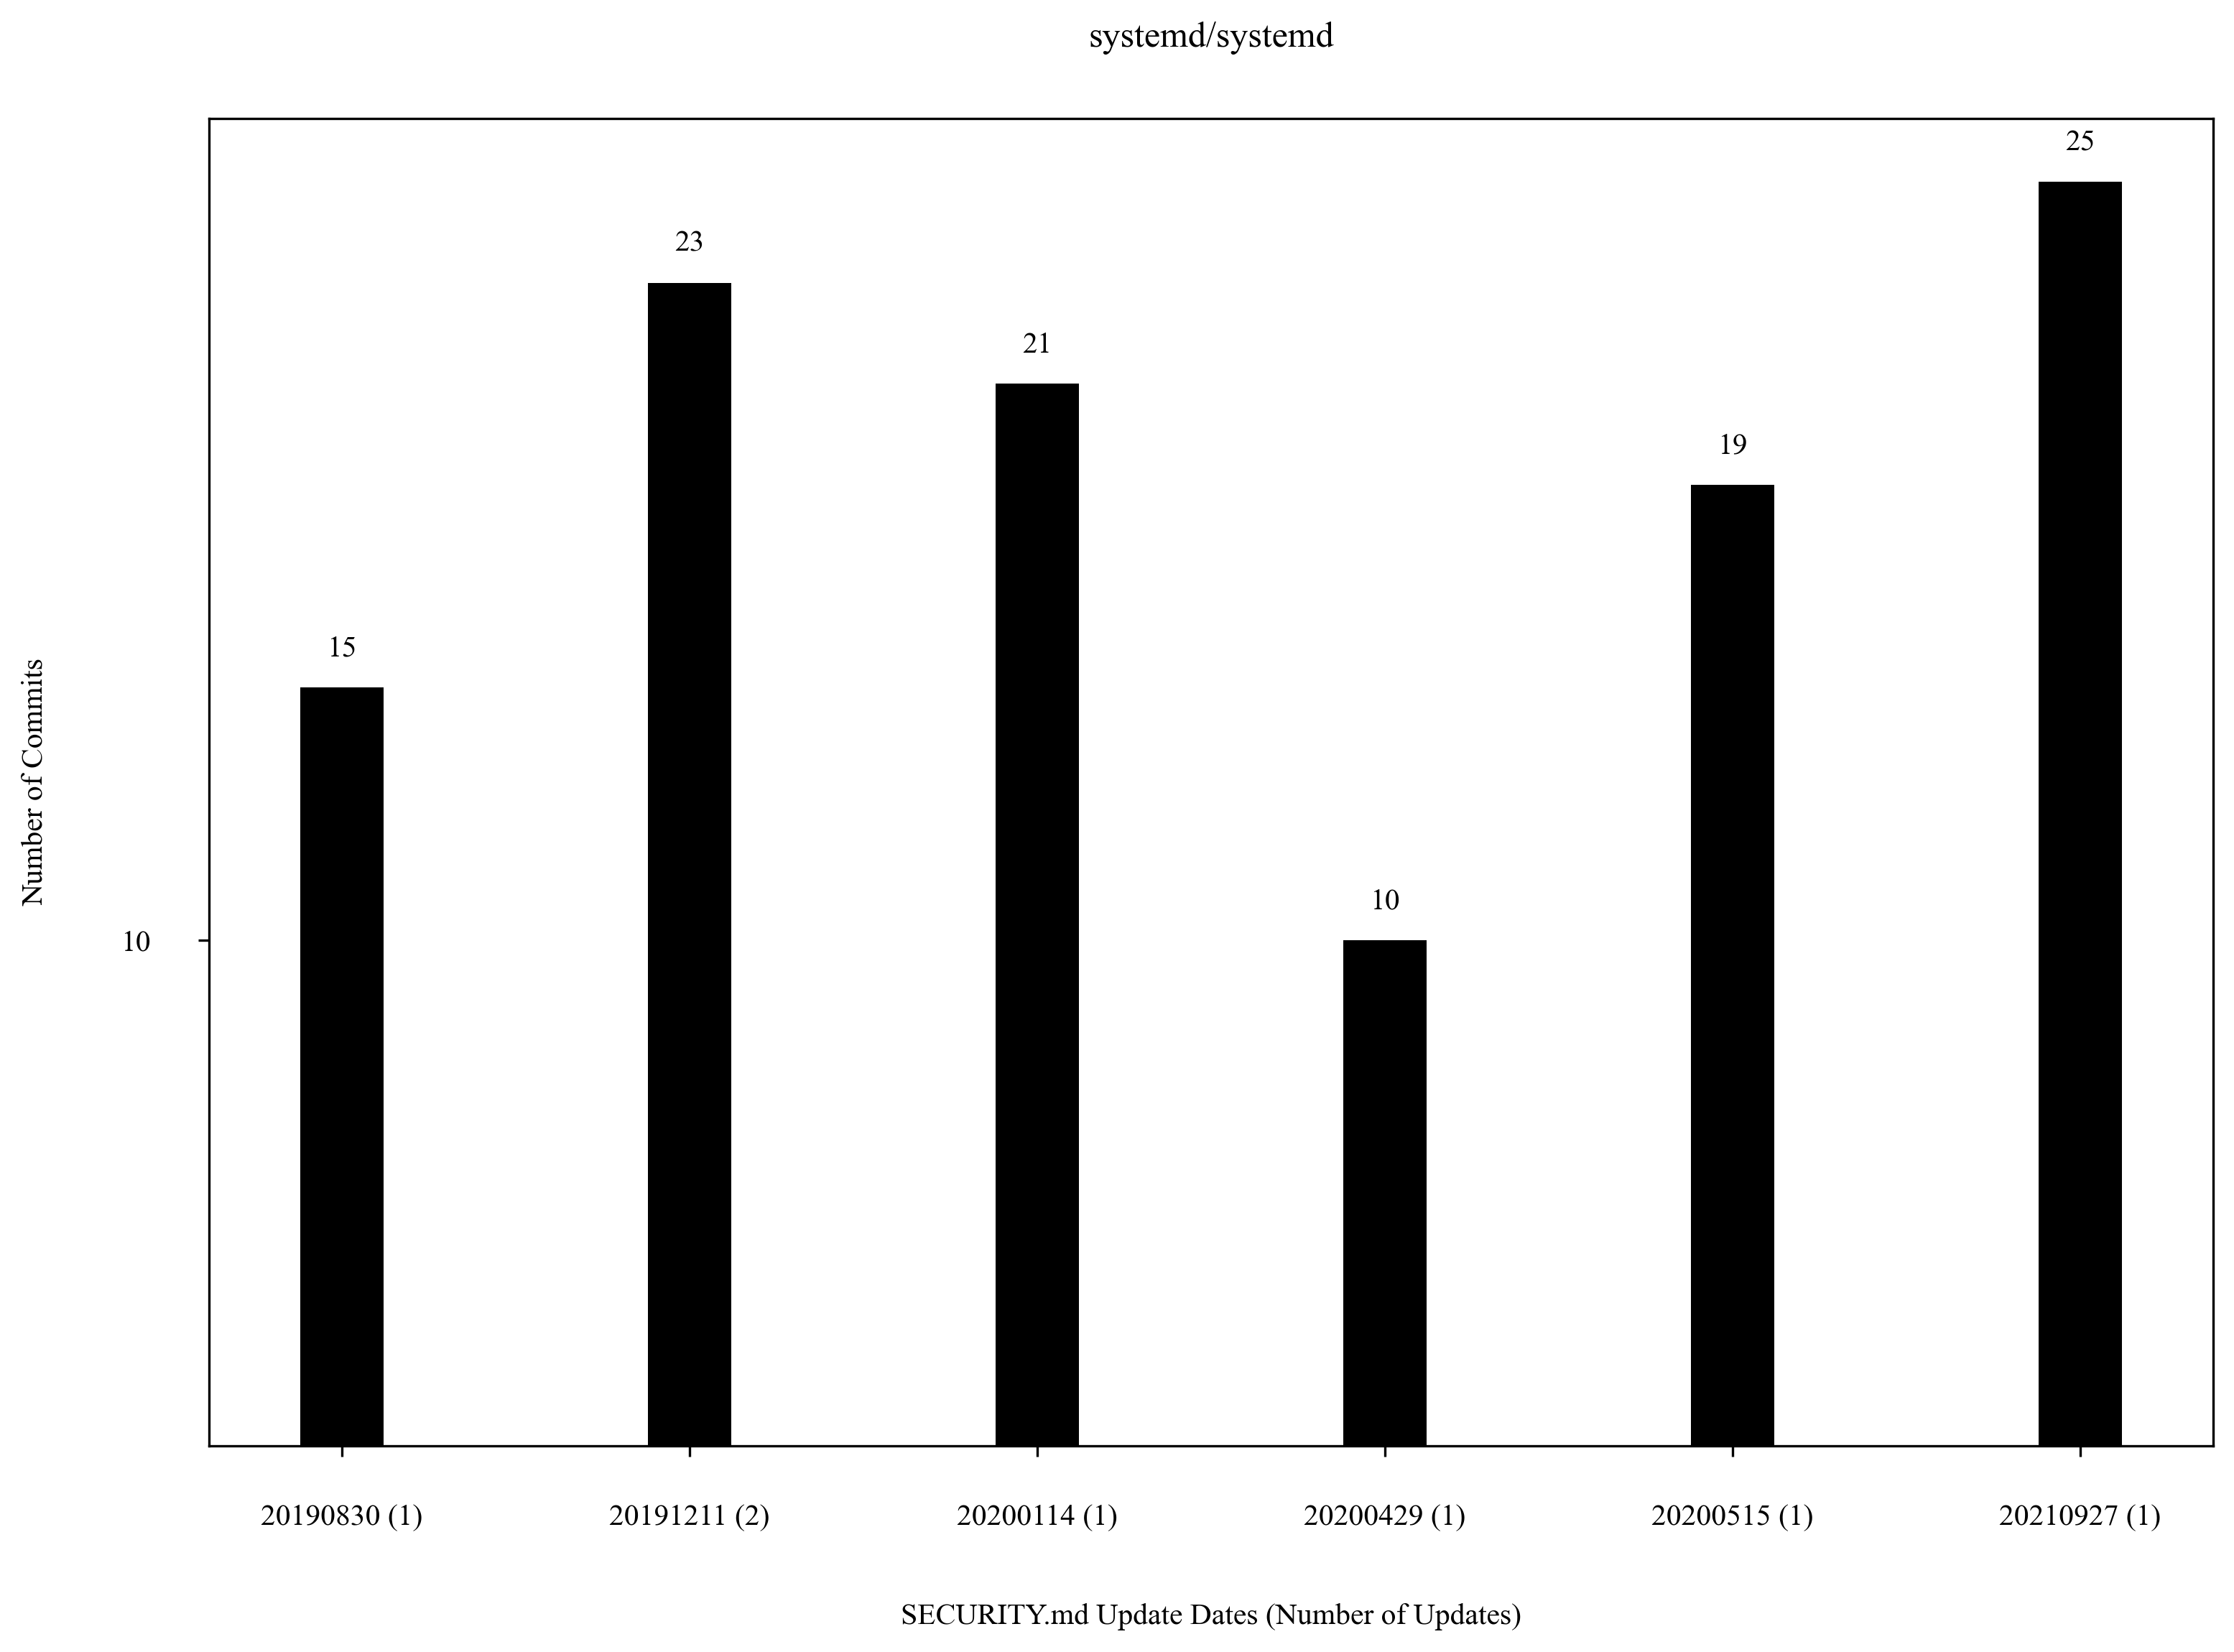 systemd/systemd
25
23
21
19
15
10
Number of Commits
10
20190830 (1) 20191211 (2) 20200114 (1) 20200429 (1) 20200515 (1) 20210927 (1)
SECURITY.md Update Dates (Number of Updates)